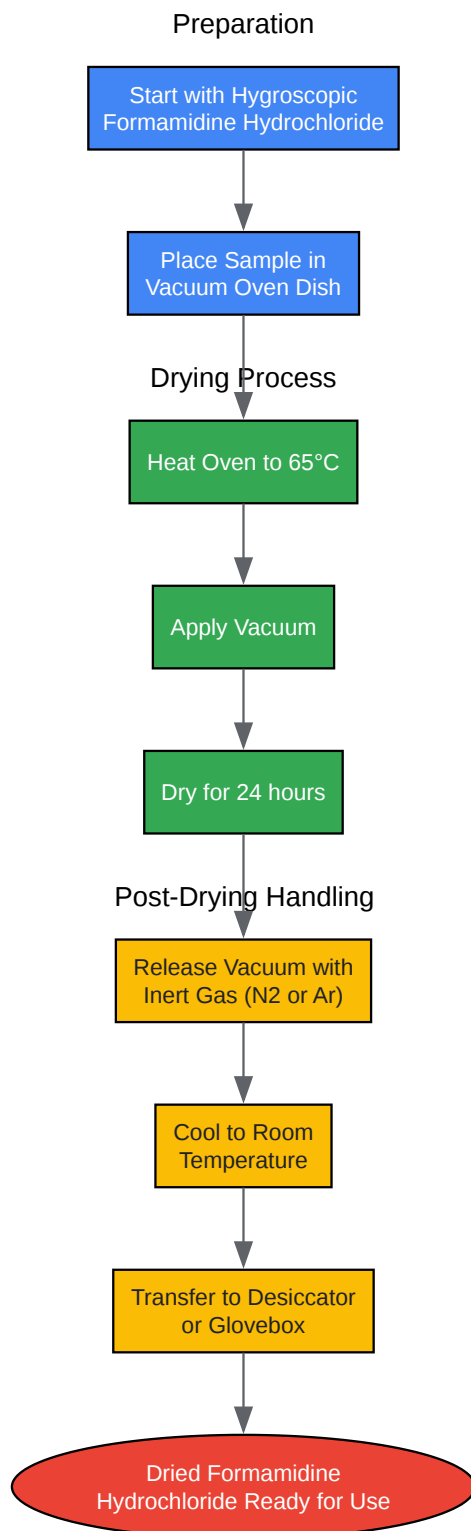 Preparation
Start with Hygroscopic
Formamidine Hydrochloride
Place Sample in
Vacuum Oven Dish
Drying Process
Heat Oven to 65°C
Apply Vacuum
Dry for 24 hours
Post-Drying Handling
Release Vacuum with
Inert Gas (N2 or Ar)
Cool to Room
Temperature
Transfer to Desiccator
or Glovebox
Dried Formamidine
Hydrochloride Ready for Use